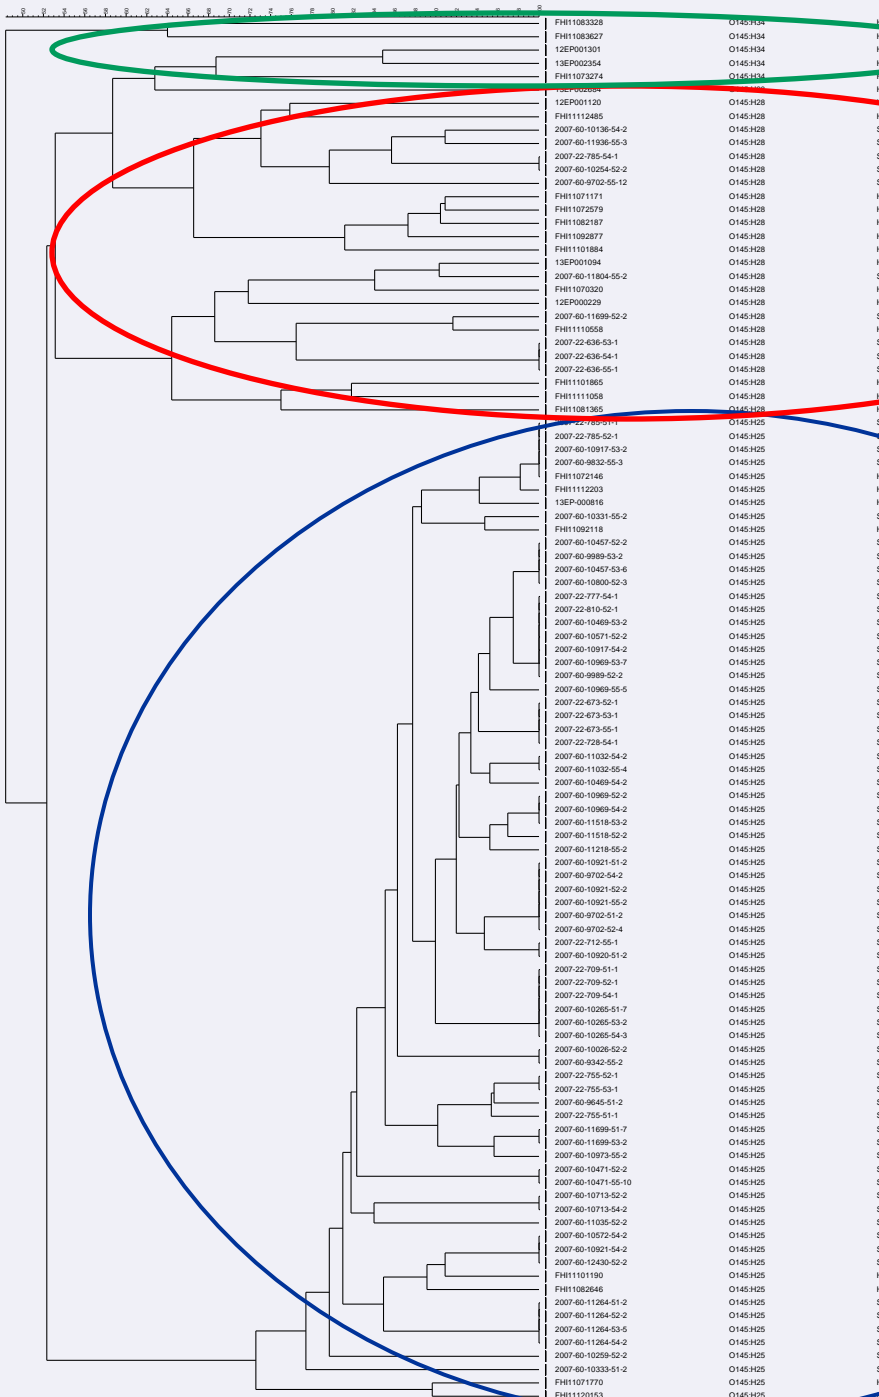 FHI11083328 O145:H34
FHI11083627 O145:H34
12EP001301 O145:H34
13EP002354 O145:H34
FHI11073274 O145:H34
13EP002684
12EP001120 O145:H28
FHI11112485 O145:H28
2007-60-10136-54-2 O145:H28
2007-60-11936-55-3 O145:H28
2007-22-785-54-1 O145:H28
2007-60-10254-52-2 O145:H28
2007-60-9702-55-12 O145:H28
FHI11071171 O145:H28
FHI11072579 O145:H28
FHI11082187 O145:H28
FHI11092877 O145:H28
FHI11101884 O145:H28
13EP001094 O145:H28
2007-60-11804-55-2 O145:H28
FHI11070320 O145:H28
12EP000229 O145:H28
2007-60-11699-52-2 O145:H28
FHI11110558 O145:H28
2007-22-636-53-1 O145:H28
2007-22-636-54-1 O145:H28
2007-22-636-55-1 O145:H28
FHI11101865 O145:H28
FHI11111058 O145:H28
FHI11081365 O145:H28
2007-22-785-51-1 O145:H25
2007-22-785-52-1 O145:H25
2007-60-10917-53-2 O145:H25
2007-60-9832-55-3 O145:H25
FHI11072146 O145:H25
FHI11112203 O145:H25
13EP-000816 O145:H25
2007-60-10331-55-2 O145:H25
FHI11092118 O145:H25
2007-60-10457-52-2 O145:H25
2007-60-9989-53-2 O145:H25
2007-60-10457-53-6 O145:H25
2007-60-10800-52-3 O145:H25
2007-22-777-54-1 O145:H25
2007-22-810-52-1 O145:H25
2007-60-10469-53-2 O145:H25
2007-60-10571-52-2 O145:H25
2007-60-10917-54-2 O145:H25
2007-60-10969-53-7 O145:H25
2007-60-9989-52-2 O145:H25
2007-60-10969-55-5 O145:H25
2007-22-673-52-1 O145:H25
2007-22-673-53-1 O145:H25
2007-22-673-55-1 O145:H25
2007-22-728-54-1 O145:H25
2007-60-11032-54-2 O145:H25
2007-60-11032-55-4 O145:H25
2007-60-10469-54-2 O145:H25
2007-60-10969-52-2 O145:H25
2007-60-10969-54-2 O145:H25
2007-60-11518-53-2 O145:H25
2007-60-11518-52-2 O145:H25
2007-60-11218-55-2 O145:H25
2007-60-10921-51-2 O145:H25
2007-60-9702-54-2 O145:H25
2007-60-10921-52-2 O145:H25
2007-60-10921-55-2 O145:H25
2007-60-9702-51-2 O145:H25
2007-60-9702-52-4 O145:H25
2007-22-712-55-1 O145:H25
2007-60-10920-51-2 O145:H25
2007-22-709-51-1 O145:H25
2007-22-709-52-1 O145:H25
2007-22-709-54-1 O145:H25
2007-60-10265-51-7 O145:H25
2007-60-10265-53-2 O145:H25
2007-60-10265-54-3 O145:H25
2007-60-10026-52-2 O145:H25
2007-60-9342-55-2 O145:H25
2007-22-755-52-1 O145:H25
2007-22-755-53-1 O145:H25
2007-60-9645-51-2 O145:H25
2007-22-755-51-1 O145:H25
2007-60-11699-51-7 O145:H25
2007-60-11699-53-2 O145:H25
2007-60-10973-55-2 O145:H25
2007-60-10471-52-2 O145:H25
2007-60-10471-55-10 O145:H25
2007-60-10713-52-2 O145:H25
2007-60-10713-54-2 O145:H25
2007-60-11035-52-2 O145:H25
2007-60-10572-54-2 O145:H25
2007-60-10921-54-2 O145:H25
2007-60-12430-52-2 O145:H25
FHI11101190 O145:H25
FHI11082646 O145:H25
2007-60-11264-51-2 O145:H25
2007-60-11264-52-2 O145:H25
2007-60-11264-53-5 O145:H25
2007-60-11264-54-2 O145:H25
2007-60-10259-52-2 O145:H25
2007-60-10333-51-2 O145:H25
FHI11071770 O145:H25
FHI11120153 O145:H25